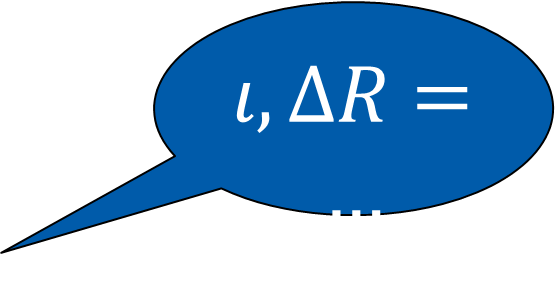 ι, ΔR =
...